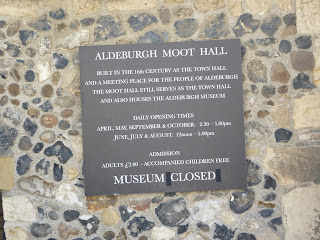 ALDEBURGH MOOT HALL
BUILT IN THE 16th CENTURY AS THE TOWN HALL
AND A MEETING PLACE FOR THE PEOPLE OF ALDEBURGH
THE MOOT HALL STILL SERVES AS THE TOWN HALL
AND ALSO HOUSES THE ALDEBURGH MUSEUM
DAILY OPENING TIMES
APRIL, MAY, SEPTEMBER & OCTOBER: 2.30 - 5.00pm
JUNE, JULY & AUGUST: 12noon - 5.00pm
ADMISSION
ADULTS £2.00 - ACCOMPANIED CHILDREN FREE
MUSEUM CLOSED